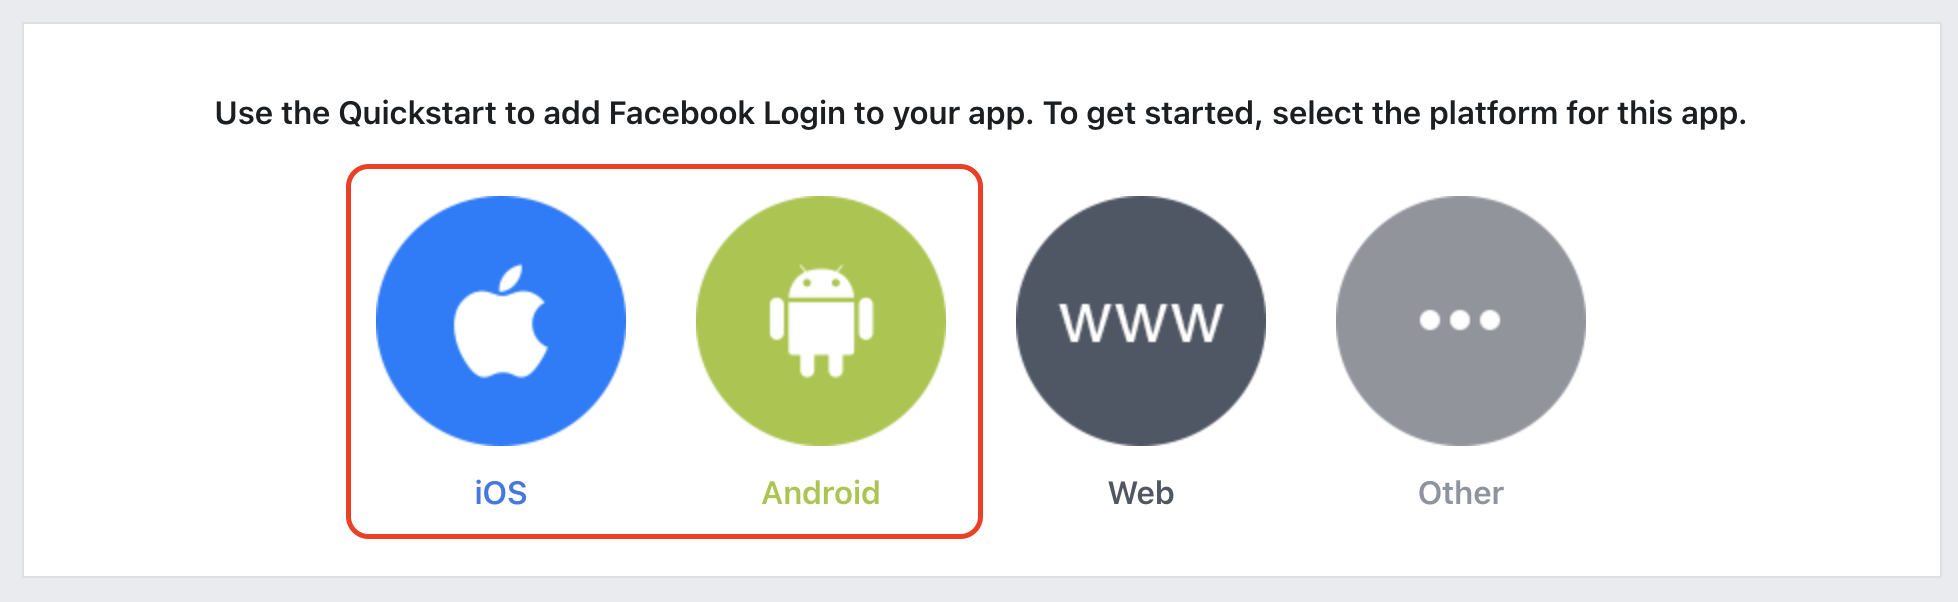 Use the Quickstart to add Facebook Login to your app. To get started, select the platform for this app.
www
iOS Android Web Other